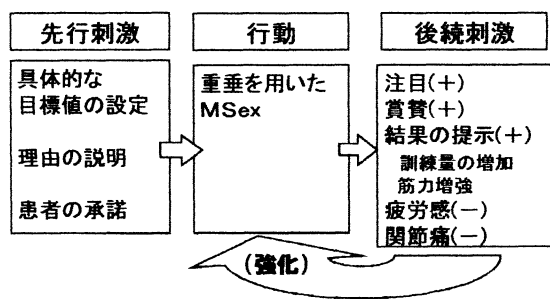 先行刺激
具体的な
目標値の設定
理由の説明
患者の承諾
行動
重垂を用いた
MSex
後続刺激
注目(+)
賞賛(+)
結果の提示(+)
訓練量の増加
筋力増強
疲労感(-)
関節痛(-)
(強化)